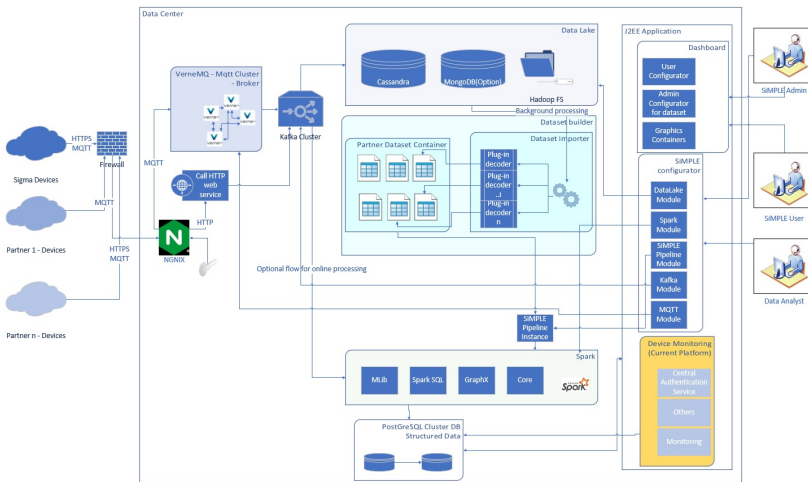 Data Center
Data Lake
Cassandra
MongoDB(Option)
Hadoop FS
Background processing
VerneMQ - Mqtt Cluster
- Broker
verne
verne
verne
verne
Kafka Cluster
HTTPS
MQTT
Firewall
Sigma Devices
MQTT
Partner 1 - Devices
HTTPS
MQTT
Partner n - Devices
MQTT
Call HTTP
web
service
HTTP
N
NGNIX
Optional flow for online processing
Dataset builder
Partner Dataset Container
Dataset importer
Plug-in
decoder
Plug-in
decoder
..i
Plug-in
decoder
n
SiMPLE
Pipeline
Instance
Spark
MLib
Spark SQL
GraphX
Core
Spark
PostGreSQL Cluster DB
Structured Data
J2EE Application
Dashboard
User
Configurator
Admin
Configurator
for dataset
Graphics
Containers
SiMPLE
configurator
DataLake
Module
Spark
Module
SiMPLE
Pipeline
Module
Kafka
Module
MQTT
Module
Device Monitoring
(Current Platform)
Central
Authentication
Service
Others
Monitoring
SiMPLE Admin
SiMPLE User
Data Analyst